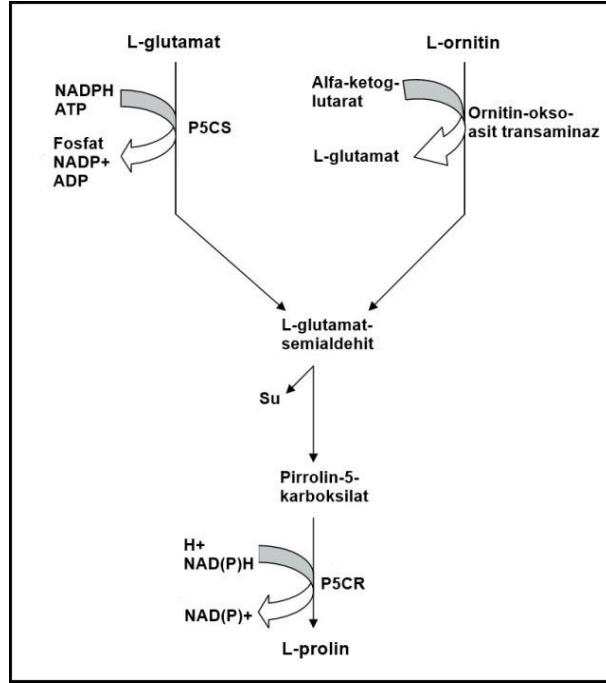 L-glutamat
L-ornitin
NADPH
ATP
P5CS
Fosfat
NADP+
ADP
Alfa-ketog-
lutarat
Ornitin-okso-
asit transaminaz
L-glutamat
L-glutamat-
semialdehit
Su
Pirrolin-5-
karboksilat
H+
NAD(P)H
P5CR
NAD(P)+
L-prolin